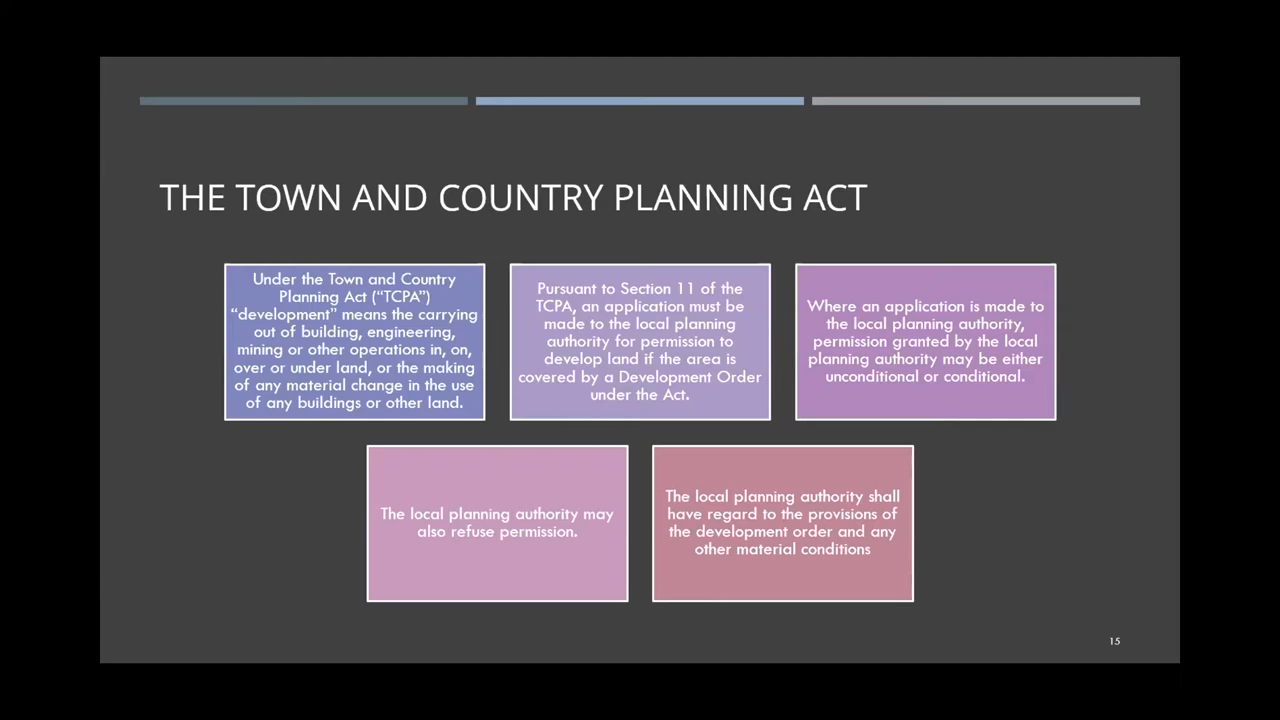 THE TOWN AND COUNTRY PLANNING ACT
Under the Town and Country
Planning Act (“TCPA”)
“development” means the carrying
out of building, engineering,
mining or other operations in, on,
over or under land, or the making
of any material change in the use
of any buildings or other land.
Pursuant to Section 11 of the
TCPA, an application must be
made to the local planning
authority for permission to
develop land if the area is
covered by a Development Order
under the Act.
Where an application is made to
the local planning authority,
permission granted by the local
planning authority may be either
unconditional or conditional.
The local planning authority may
also refuse permission.
The local planning authority shall
have regard to the provisions of
the development order and any
other material conditions
15